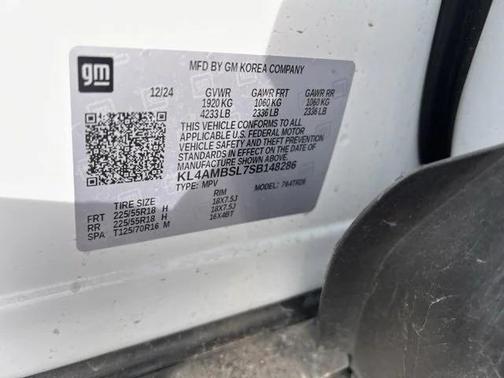 gm
MFD BY GM KOREA COMPANY
12/24 GVWR GAWR FRT GAWR RR
1920 KG 1060 KG 1060 KG
4233 LB 2336 LB 2336 LB
THIS VEHICLE CONFORMS TO ALL
APPLICABLE U.S. FEDERAL MOTOR
VEHICLE SAFETY AND THEFT PREVENTION
STANDARDS IN EFFECT ON THE DATE OF
MANUFACTURE SHOWN ABOVE.
KL4AMBSL7SB148286
TYPE: MPV MODEL:
TIRE SIZE RIM
FRT 225/55R18 H 18X7.5J
RR 225/55R18 H 18X7.5J
SPA T125/70R16 M 16X4BT